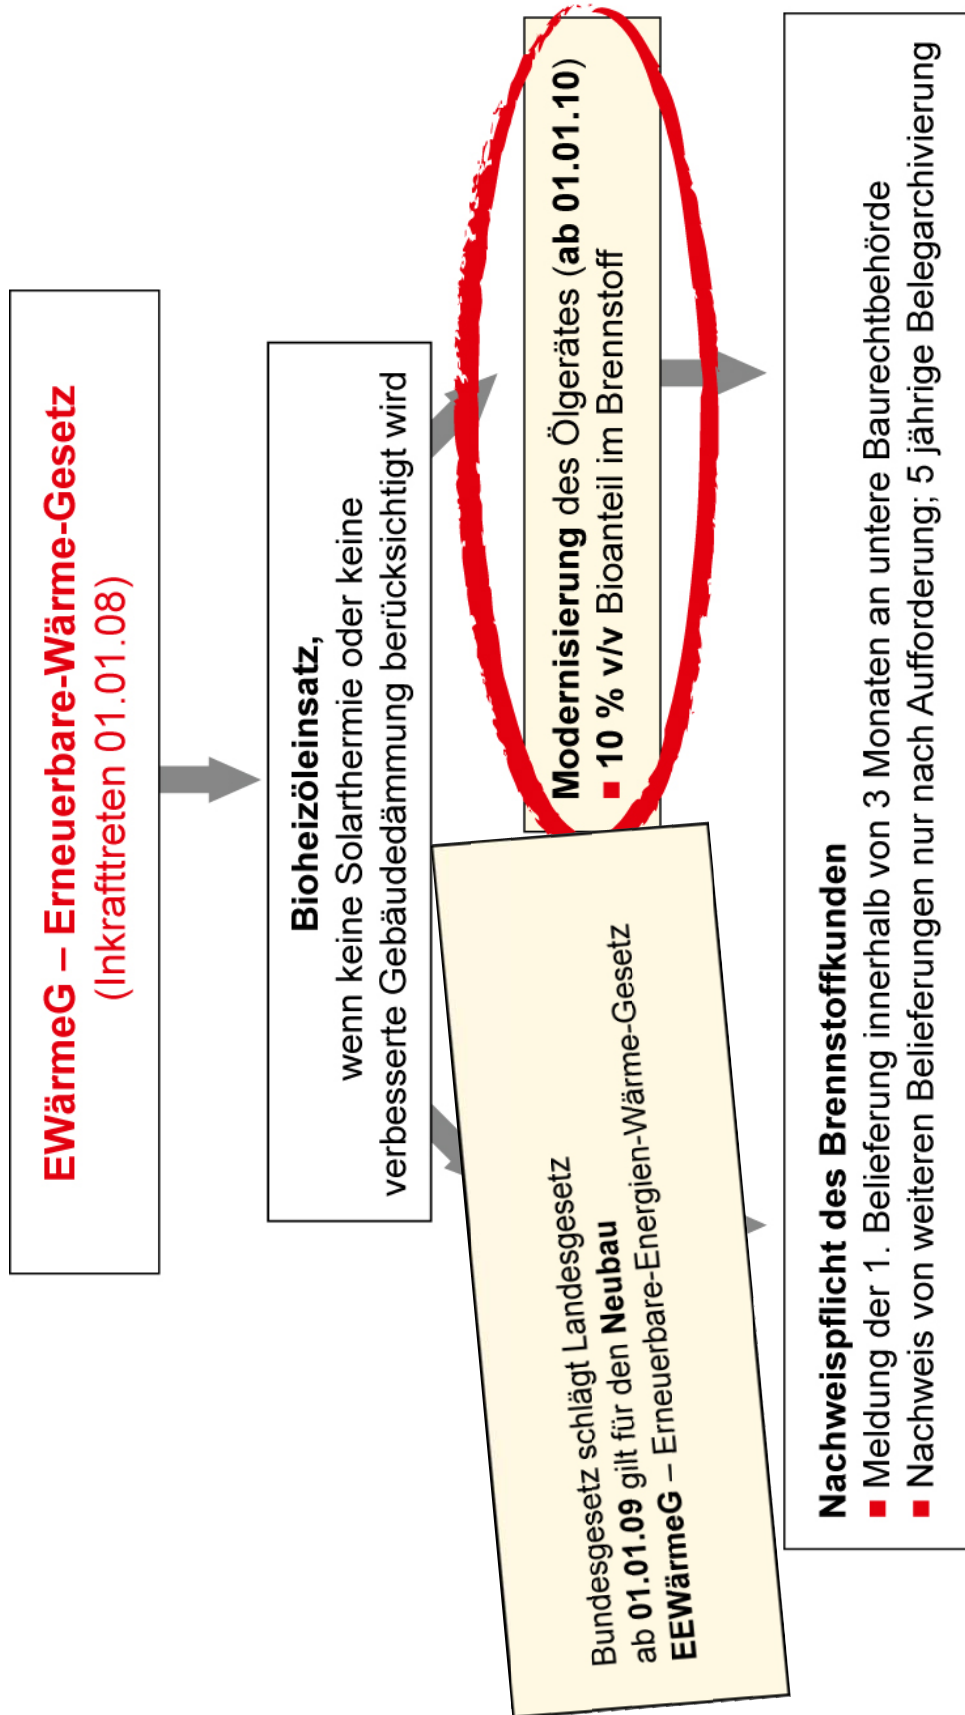 EWärmeG – Erneuerbare-Wärme-Gesetz
(Inkrafttreten 01.01.08)
Bioheizöleinsatz,
wenn keine Solarthermie oder keine
verbesserte Gebäudedämmung berücksichtigt wird
Bundesgesetz schlägt Landesgesetz
ab 01.01.09 gilt für den Neubau
EEWärmeG – Erneuerbare-Energien-Wärme-Gesetz
Modernisierung des Ölgerätes (ab 01.01.10)
■ 10 % v/v Bioanteil im Brennstoff
Nachweispflicht des Brennstoffkunden
■ Meldung der 1. Belieferung innerhalb von 3 Monaten an untere Baurechtbehörde
■ Nachweis von weiteren Belieferungen nur nach Aufforderung; 5 jährige Belegarchivierung